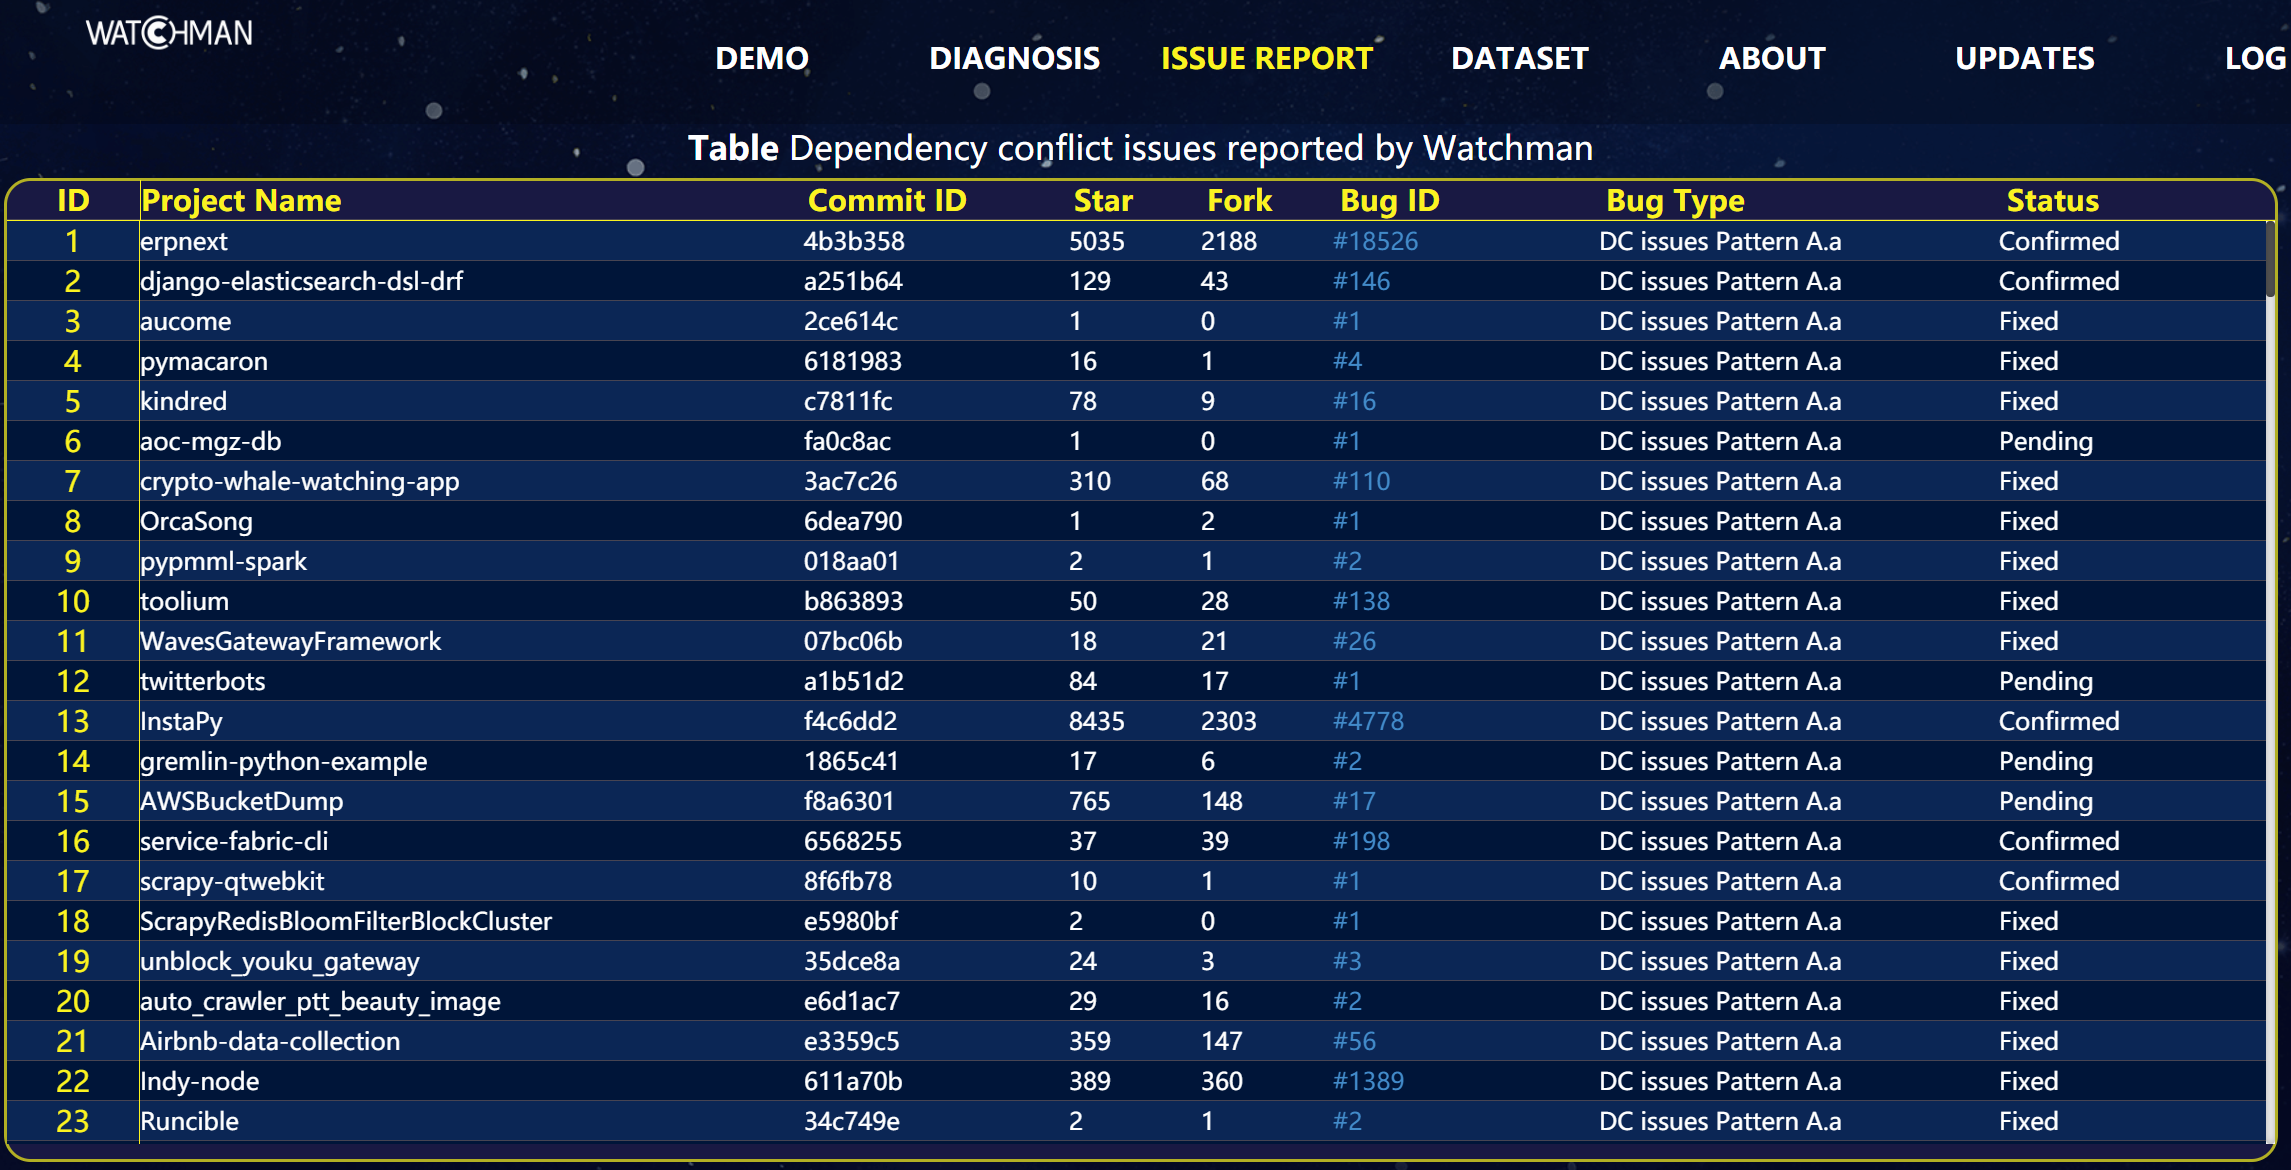 WATCHMAN
DEMO DIAGNOSIS ISSUE REPORT DATASET ABOUT UPDATES LOG
Table Dependency conflict issues reported by Watchman
ID Project Name Commit ID Star Fork Bug ID Bug Type Status
1 erpnext 4b3b358 5035 2188 #18526 DC issues Pattern A.a Confirmed
2 django-elasticsearch-dsl-drf a251b64 129 43 #146 DC issues Pattern A.a Confirmed
3 aucome 2ce614c 1 0 #1 DC issues Pattern A.a Fixed
4 pymacaron 6181983 16 1 #4 DC issues Pattern A.a Fixed
5 kindred c7811fc 78 9 #16 DC issues Pattern A.a Fixed
6 aoc-mgz-db fa0c8ac 1 0 #1 DC issues Pattern A.a Pending
7 crypto-whale-watching-app 3ac7c26 310 68 #110 DC issues Pattern A.a Fixed
8 OrcaSong 6dea790 1 2 #1 DC issues Pattern A.a Fixed
9 pypmml-spark 018aa01 2 1 #2 DC issues Pattern A.a Fixed
10 toolium b863893 50 28 #138 DC issues Pattern A.a Fixed
11 WavesGatewayFramework 07bc06b 18 21 #26 DC issues Pattern A.a Fixed
12 twitterbots a1b51d2 84 17 #1 DC issues Pattern A.a Pending
13 InstaPy f4c6dd2 8435 2303 #4778 DC issues Pattern A.a Confirmed
14 gremlin-python-example 1865c41 17 6 #2 DC issues Pattern A.a Pending
15 AWSBucketDump f8a6301 765 148 #17 DC issues Pattern A.a Pending
16 service-fabric-cli 6568255 37 39 #198 DC issues Pattern A.a Confirmed
17 scrapy-qtwebkit 8f6fb78 10 1 #1 DC issues Pattern A.a Confirmed
18 ScrapyRedisBloomFilterBlockCluster e5980bf 2 0 #1 DC issues Pattern A.a Fixed
19 unblock_youku_gateway 35dce8a 24 3 #3 DC issues Pattern A.a Fixed
20 auto_crawler_ptt_beauty_image e6d1ac7 29 16 #2 DC issues Pattern A.a Fixed
21 Airbnb-data-collection e3359c5 359 147 #56 DC issues Pattern A.a Fixed
22 Indy-node 611a70b 389 360 #1389 DC issues Pattern A.a Fixed
23 Runcible 34c749e 2 1 #2 DC issues Pattern A.a Fixed